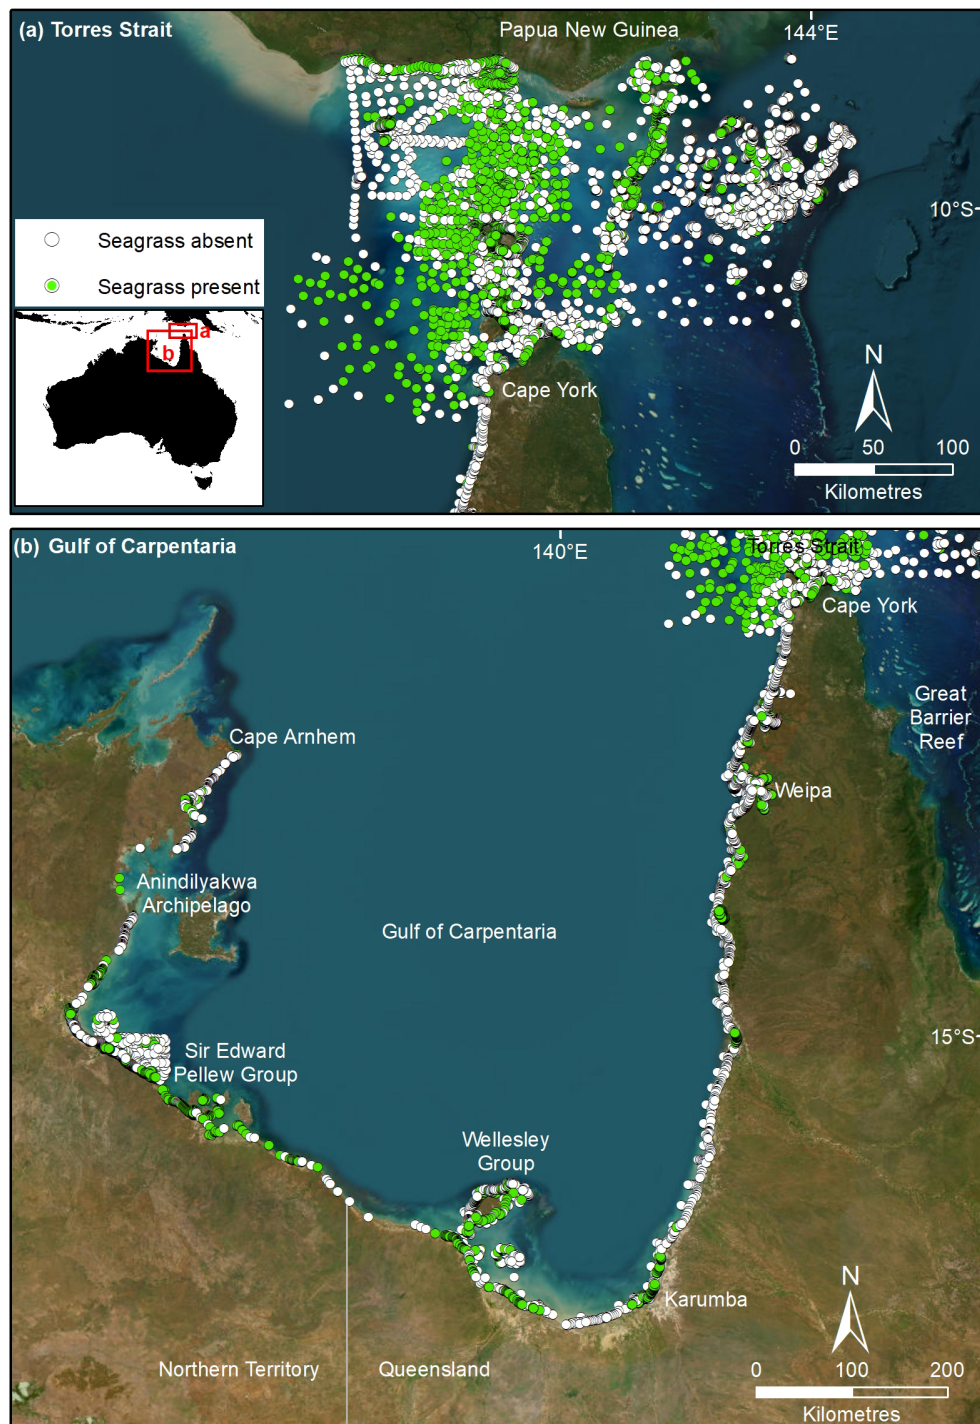 (a) Torres Strait
Papua New Guinea
144°E
10°S
Seagrass absent
Seagrass present
a
b
Cape York
N
0 50 100
Kilometres
(b) Gulf of Carpentaria
140°E
Torres Strait
Cape York
Great
Barrier
Reef
Cape Arnhem
Weipa
Anindilyakwa
Archipelago
Gulf of Carpentaria
15°S
Sir Edward
Pellew Group
Wellesley
Group
Karumba
N
Northern Territory
Queensland
0 100 200
Kilometres